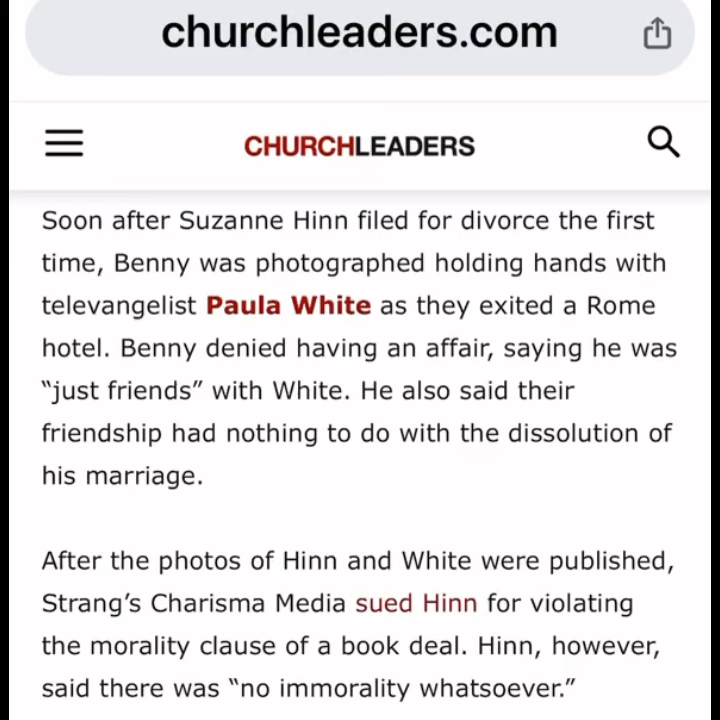 churchleaders.com
CHURCHLEADERS
Soon after Suzanne Hinn filed for divorce the first
time, Benny was photographed holding hands with
televangelist Paula White as they exited a Rome
hotel. Benny denied having an affair, saying he was
“just friends” with White. He also said their
friendship had nothing to do with the dissolution of
his marriage.
After the photos of Hinn and White were published,
Strang’s Charisma Media sued Hinn for violating
the morality clause of a book deal. Hinn, however,
said there was “no immorality whatsoever.”